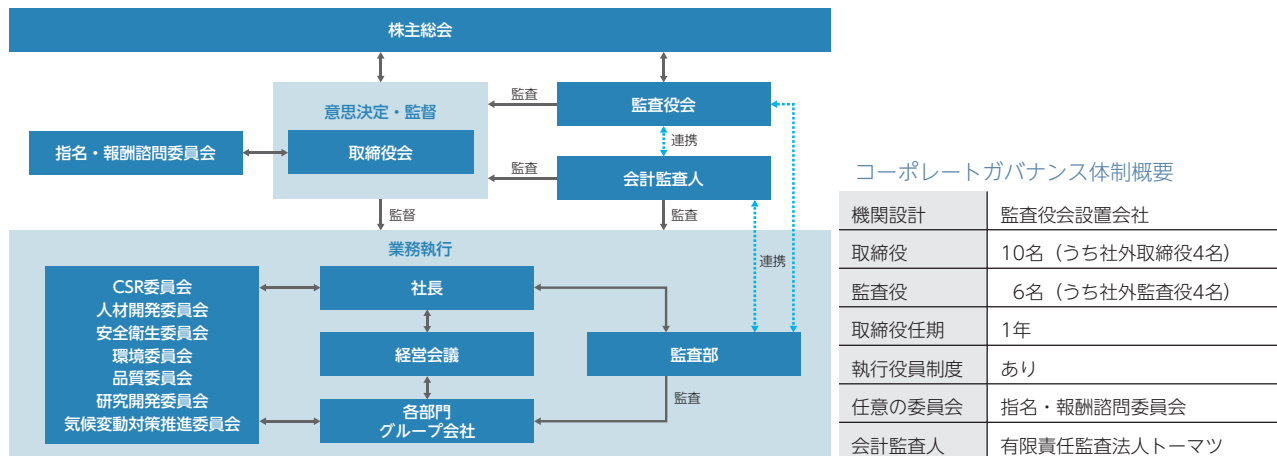 株主総会
意思決定・監督
監査
監査役会
指名・報酬諮問委員会
取締役会
連携
監査
会計監査人
監督
監査
業務執行
連携
CSR委員会
人材開発委員会
安全衛生委員会
環境委員会
品質委員会
研究開発委員会
気候変動対策推進委員会
社長
経営会議
監査部
監査
各部門
グループ会社
コーポレートガバナンス体制概要
機関設計 監査役会設置会社
取締役 10名（うち社外取締役4名）
監査役 6名（うち社外監査役4名）
取締役任期 1年
執行役員制度 あり
任意の委員会 指名・報酬諮問委員会
会計監査人 有限責任監査法人トーマツ